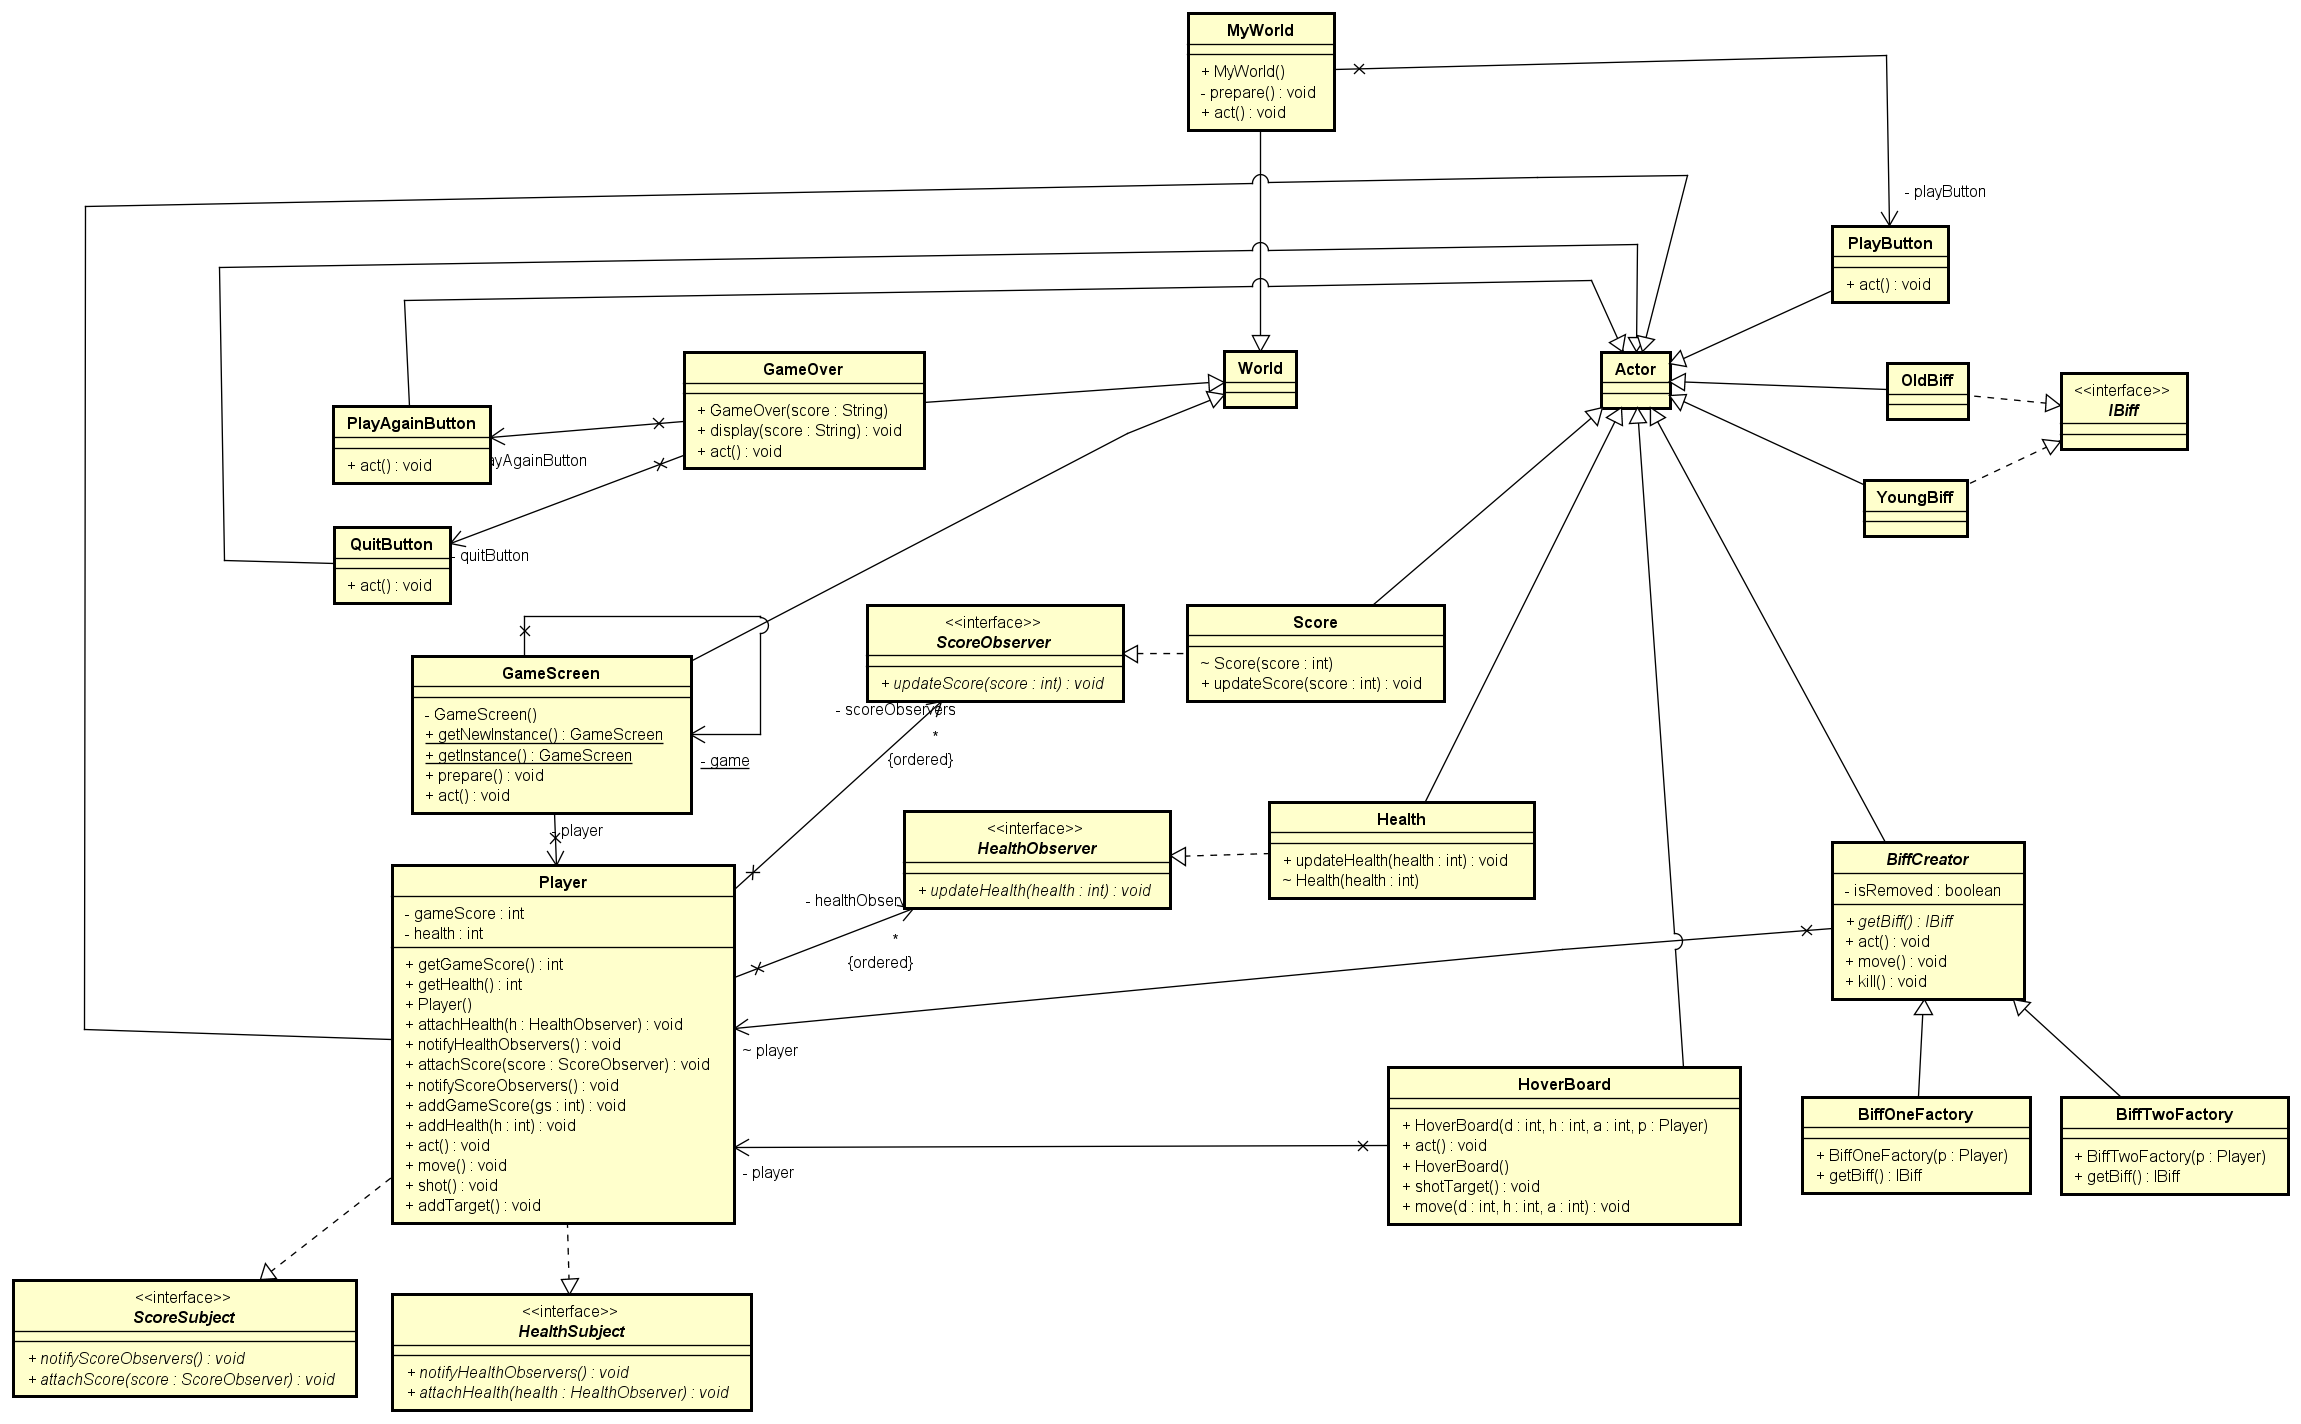 MyWorld
+ MyWorld()
- prepare() : void
+ act() : void
- playButton
PlayButton
+ act() : void
GameOver
+ GameOver(score : String)
+ display(score : String) : void
+ act() : void
World
Actor
OldBiff
<<interface>>
IBiff
YoungBiff
PlayAgainButton
+ act() : void
ayAgainButton
QuitButton
+ act() : void
- quitButton
GameScreen
- GameScreen()
+ getNewInstance() : GameScreen
+ getInstance() : GameScreen
+ prepare() : void
+ act() : void
- game
- player
<<interface>>
ScoreObserver
+ updateScore(score : int) : void
- scoreObservers
*
{ordered}
Score
~ Score(score : int)
+ updateScore(score : int) : void
<<interface>>
HealthObserver
+ updateHealth(health : int) : void
- healthObserv
*
{ordered}
Health
+ updateHealth(health : int) : void
~ Health(health : int)
BiffCreator
- isRemoved : boolean
+ getBiff() : IBiff
+ act() : void
+ move() : void
+ kill() : void
Player
- gameScore : int
- health : int
+ getGameScore() : int
+ getHealth() : int
+ Player()
+ attachHealth(h : HealthObserver) : void
+ notifyHealthObservers() : void
+ attachScore(score : ScoreObserver) : void
+ notifyScoreObservers() : void
+ addGameScore(gs : int) : void
+ addHealth(h : int) : void
+ act() : void
+ move() : void
+ shot() : void
+ addTarget() : void
~ player
- player
HoverBoard
+ HoverBoard(d : int, h : int, a : int, p : Player)
+ act() : void
+ HoverBoard()
+ shotTarget() : void
+ move(d : int, h : int, a : int) : void
BiffOneFactory
+ BiffOneFactory(p : Player)
+ getBiff() : IBiff
BiffTwoFactory
+ BiffTwoFactory(p : Player)
+ getBiff() : IBiff
<<interface>>
ScoreSubject
+ notifyScoreObservers() : void
+ attachScore(score : ScoreObserver) : void
<<interface>>
HealthSubject
+ notifyHealthObservers() : void
+ attachHealth(health : HealthObserver) : void